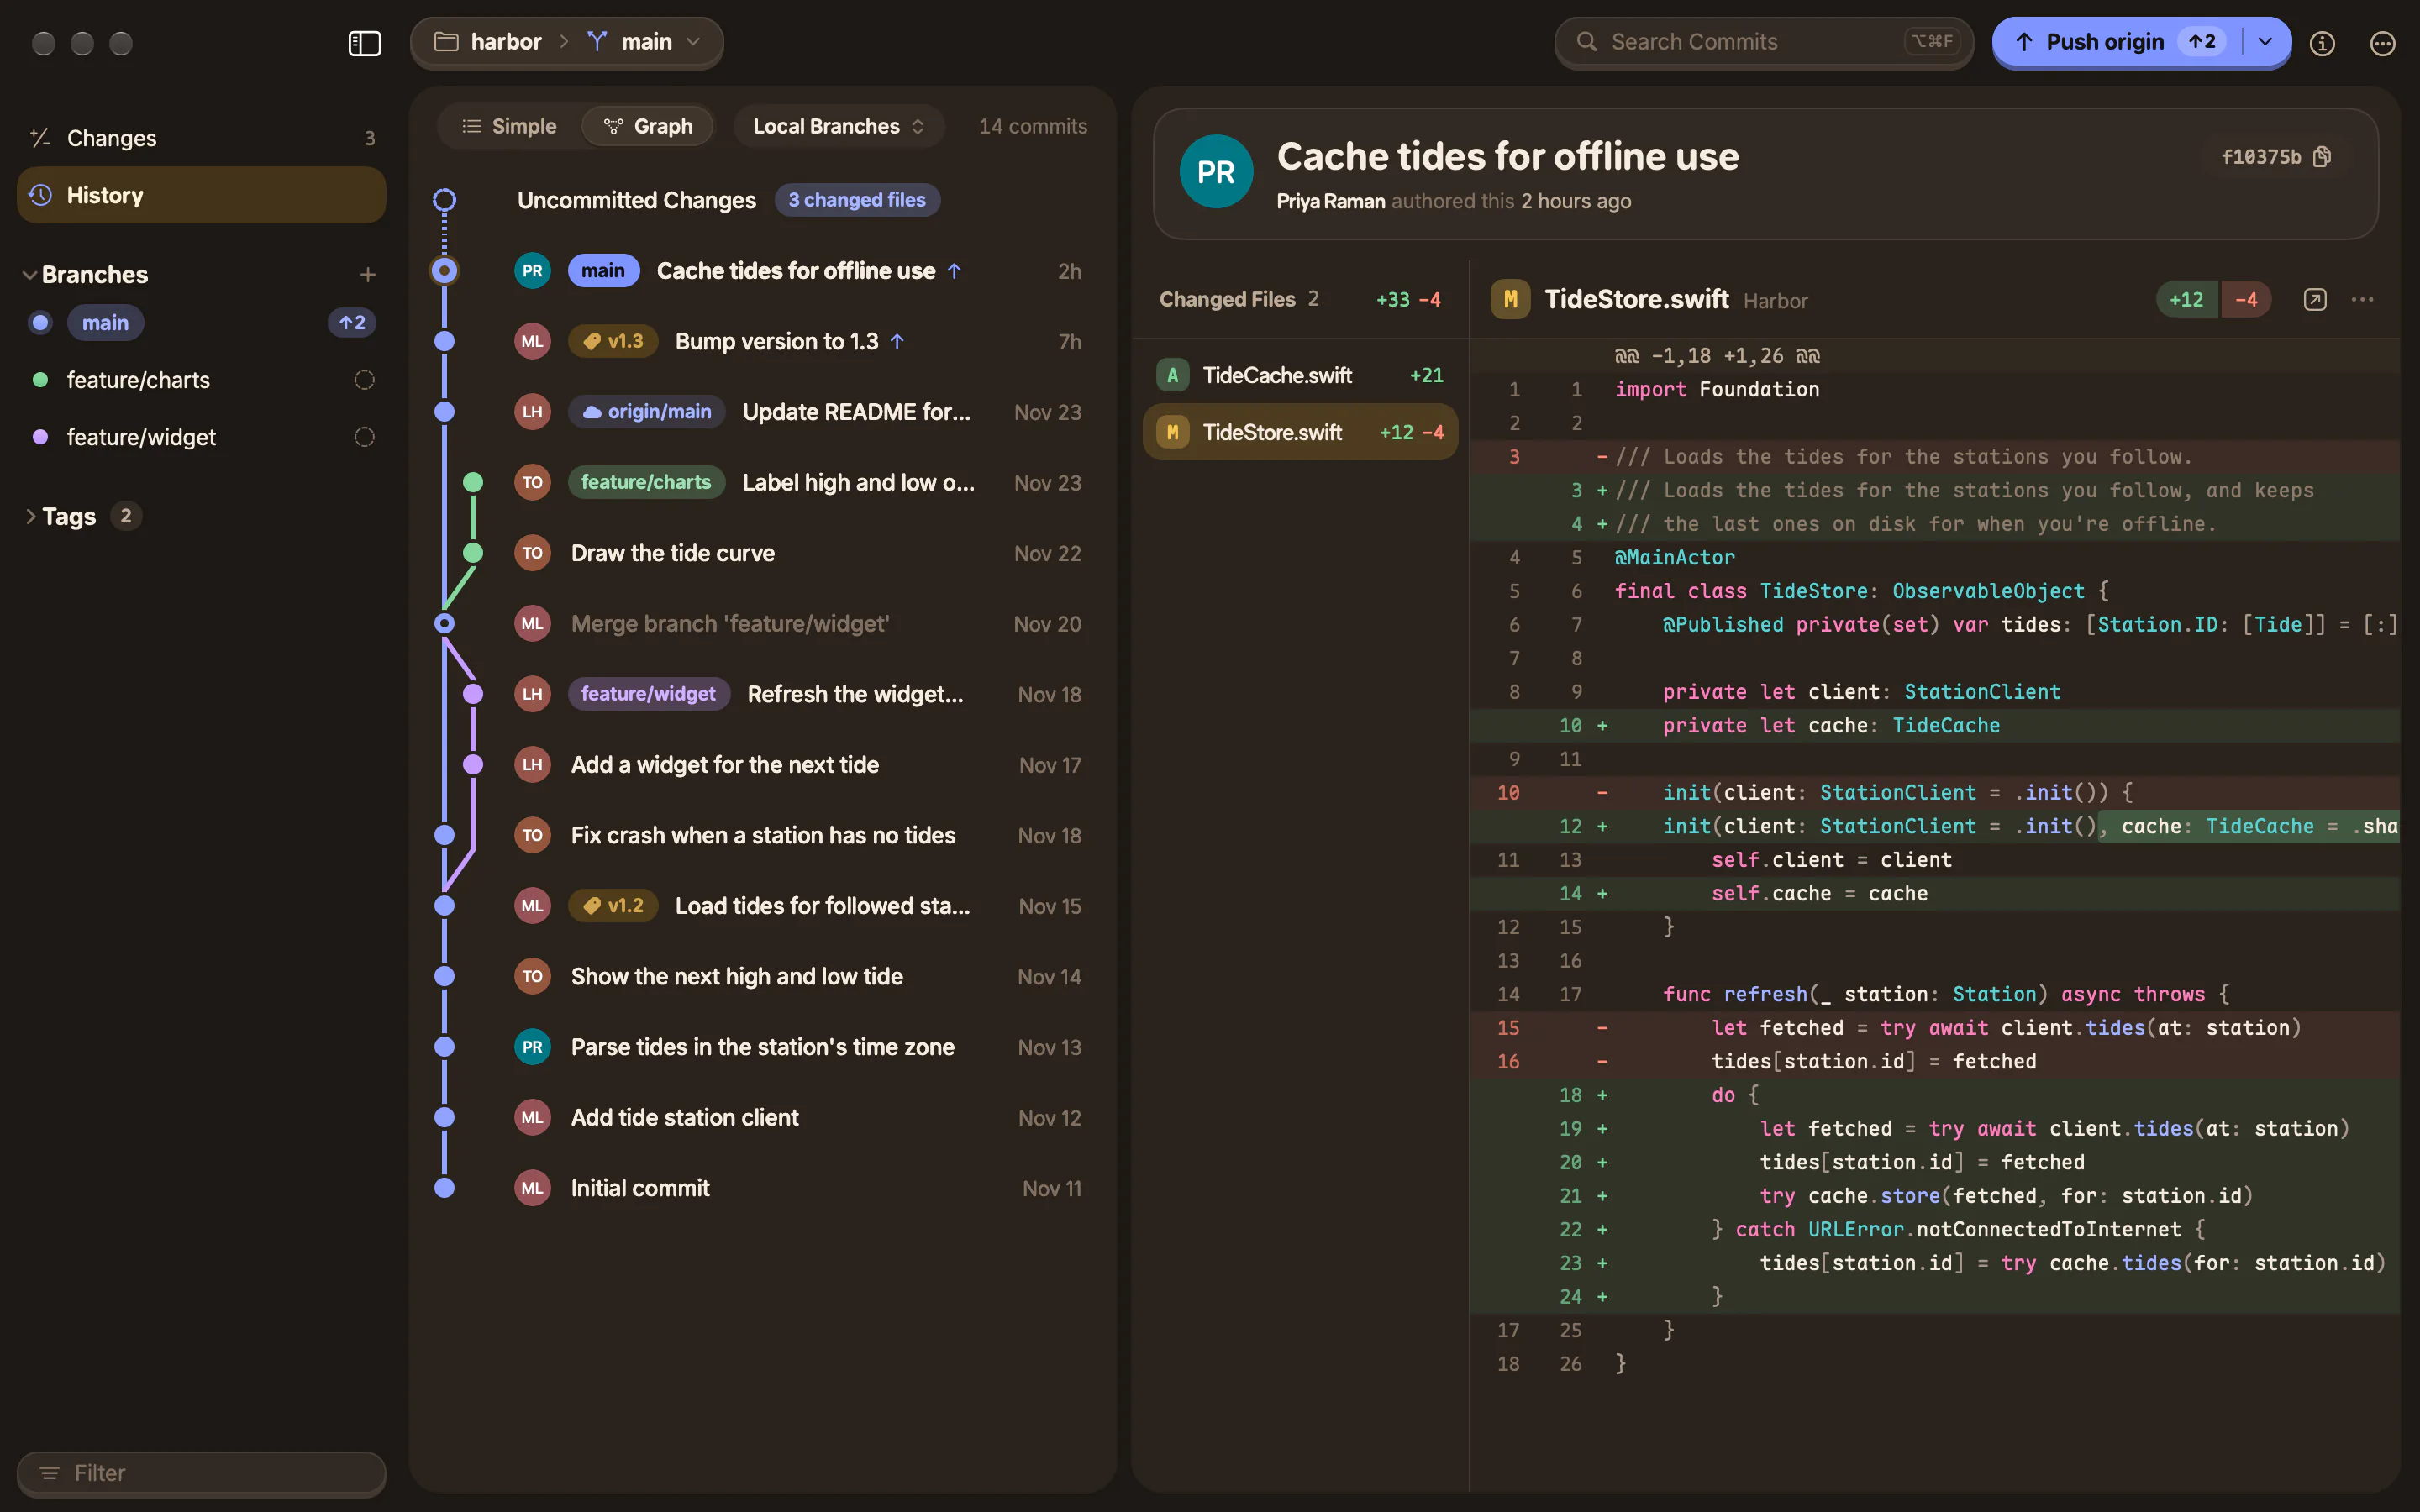 harbor > main
Search Commits ⌥⌘F
Push origin ↑2
Changes 3
History
Branches +
main ↑2
feature/charts
feature/widget
Tags 2
Filter
Simple Graph Local Branches 14 commits
Uncommitted Changes 3 changed files
PR main Cache tides for offline use ↑ 2h
ML v1.3 Bump version to 1.3 ↑ 7h
LH origin/main Update README for... Nov 23
TO feature/charts Label high and low o... Nov 23
TO Draw the tide curve Nov 22
ML Merge branch 'feature/widget' Nov 20
LH feature/widget Refresh the widget... Nov 18
LH Add a widget for the next tide Nov 17
TO Fix crash when a station has no tides Nov 18
ML v1.2 Load tides for followed sta... Nov 15
TO Show the next high and low tide Nov 14
PR Parse tides in the station's time zone Nov 13
ML Add tide station client Nov 12
ML Initial commit Nov 11
PR
Cache tides for offline use
f10375b
Priya Raman authored this 2 hours ago
Changed Files 2 +33 −4
A TideCache.swift +21
M TideStore.swift +12 −4
M TideStore.swift Harbor +12 −4
@@ -1,18 +1,26 @@
1 1 import Foundation
2 2
3 - /// Loads the tides for the stations you follow.
3 + /// Loads the tides for the stations you follow, and keeps
4 + /// the last ones on disk for when you're offline.
4 5 @MainActor
5 6 final class TideStore: ObservableObject {
6 7 @Published private(set) var tides: [Station.ID: [Tide]] = [:]
7 8
8 9 private let client: StationClient
10 + private let cache: TideCache
9 11
10 - init(client: StationClient = .init()) {
12 + init(client: StationClient = .init(), cache: TideCache = .sha
11 13 self.client = client
14 + self.cache = cache
12 15 }
13 16
14 17 func refresh(_ station: Station) async throws {
15 - let fetched = try await client.tides(at: station)
16 - tides[station.id] = fetched
18 + do {
19 + let fetched = try await client.tides(at: station)
20 + tides[station.id] = fetched
21 + try cache.store(fetched, for: station.id)
22 + } catch URLError.notConnectedToInternet {
23 + tides[station.id] = try cache.tides(for: station.id)
24 + }
17 25 }
18 26 }